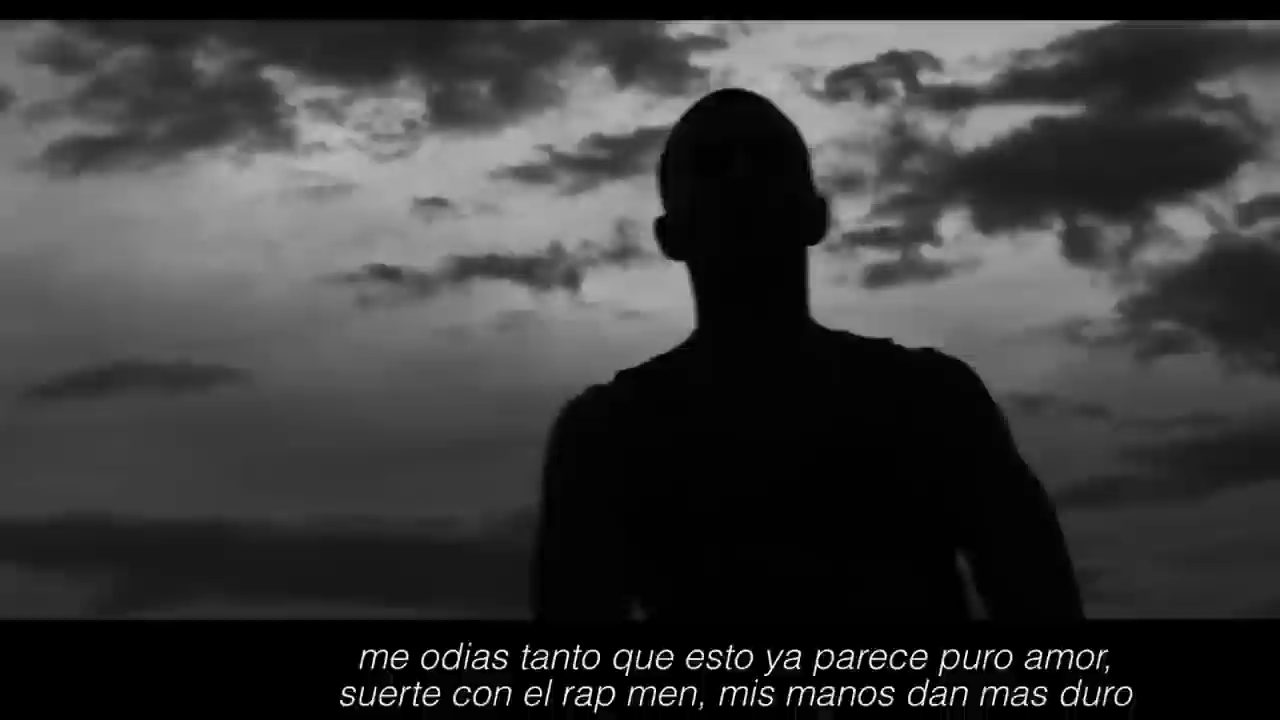 me odias tanto que esto ya parece puro amor,
suerte con el rap men, mis manos dan mas duro